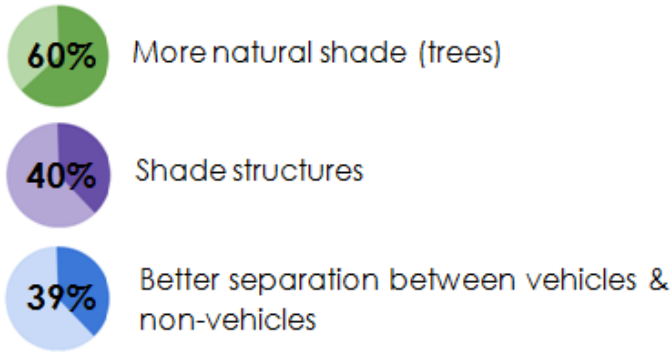 60% More natural shade (trees)
40% Shade structures
39% Better separation between vehicles &
non-vehicles